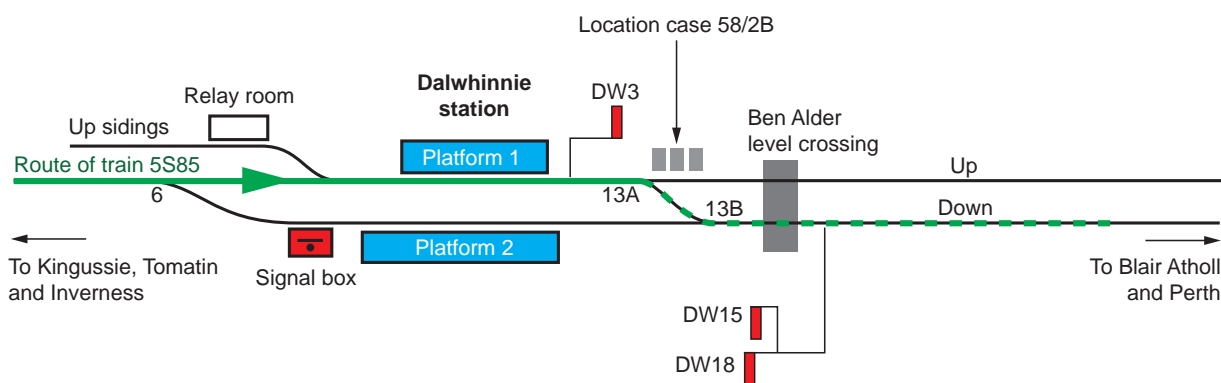 Location case 58/2B
Dalwhinnie
station
DW3
Relay room
Ben Alder
level crossing
Up sidings
Platform 1
Route of train 5S85
Up
6
13A
13B
Down
Platform 2
To Kingussie, Tomatin
and Inverness
Signal box
To Blair Atholl
and Perth
DW15
DW18